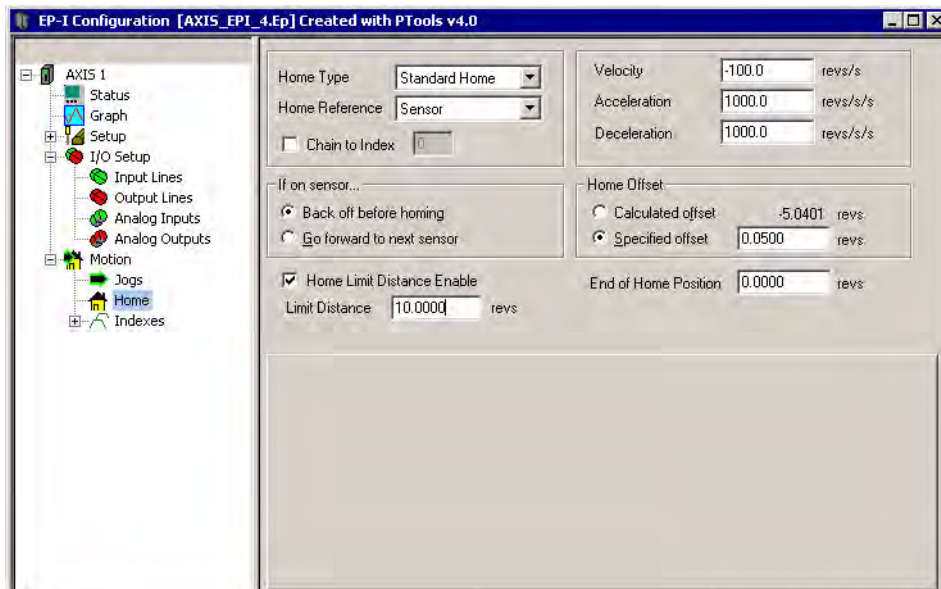 EP-I Configuration [AXIS_EPI_4.Ep] Created with PTools v4.0
AXIS 1
Status
Graph
Setup
I/O Setup
Input Lines
Output Lines
Analog Inputs
Analog Outputs
Motion
Jogs
Home
Indexes
Home Type Standard Home
Home Reference Sensor
Chain to Index 0
Velocity -100.0 revs/s
Acceleration 1000.0 revs/s/s
Deceleration 1000.0 revs/s/s
If on sensor...
Back off before homing
Go forward to next sensor
Home Offset
Calculated offset -5.0401 revs
Specified offset 0.0500 revs
Home Limit Distance Enable
Limit Distance 10.0000 revs
End of Home Position 0.0000 revs